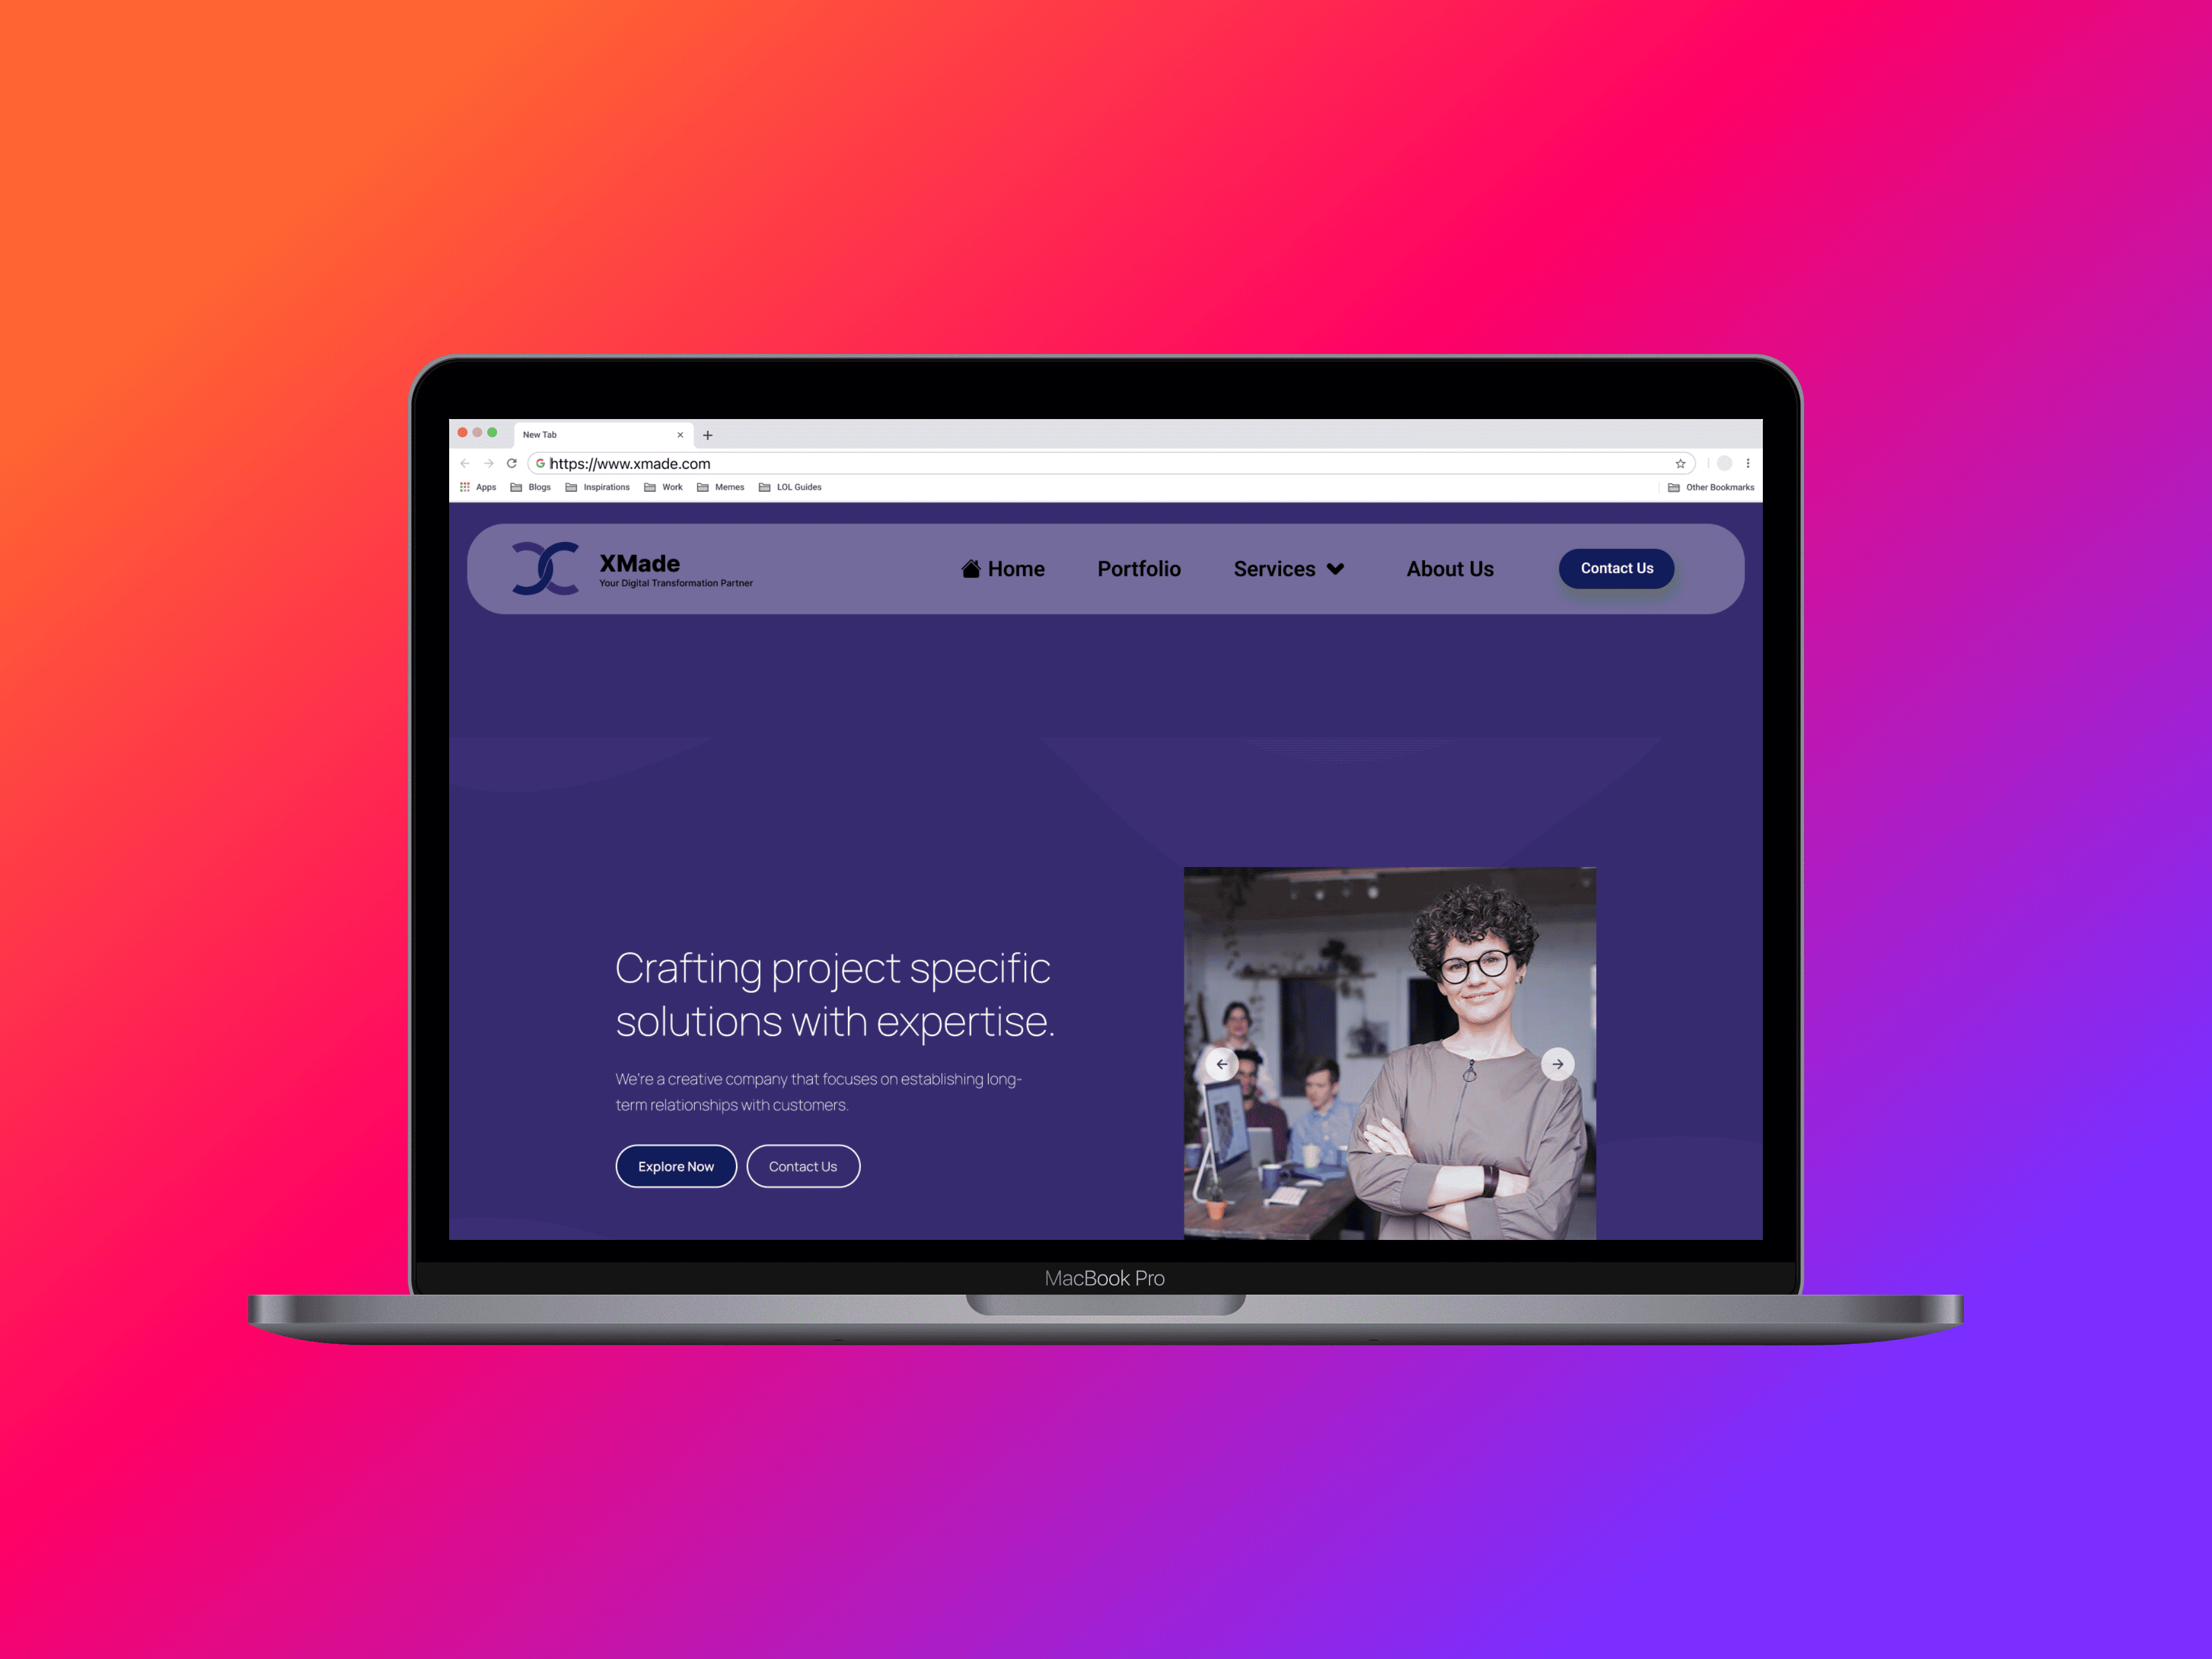 New Tab
https://www.xmade.com
Apps Blogs Inspirations Work Memes LOL Guides Other Bookmarks
XMade
Your Digital Transformation Partner
Home Portfolio Services About Us Contact Us
Crafting project specific
solutions with expertise.
We're a creative company that focuses on establishing long-
term relationships with customers.
Explore Now Contact Us
MacBook Pro